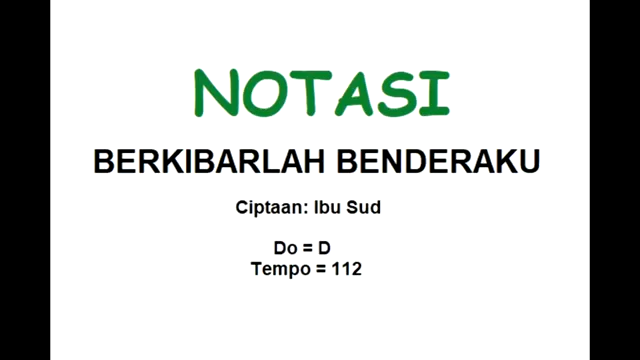 NOTASI
BERKIBARLAH BENDERAKU
Ciptaan: Ibu Sud
Do = D
Tempo = 112